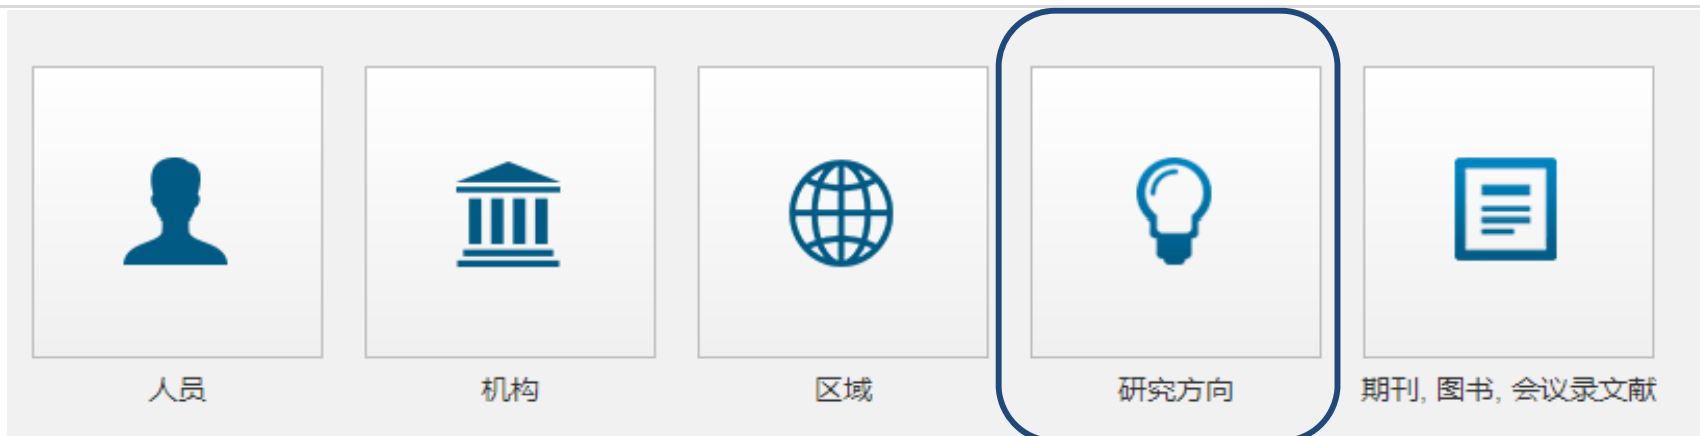 人员
机构
区域
研究方向
期刊, 图书, 会议录文献